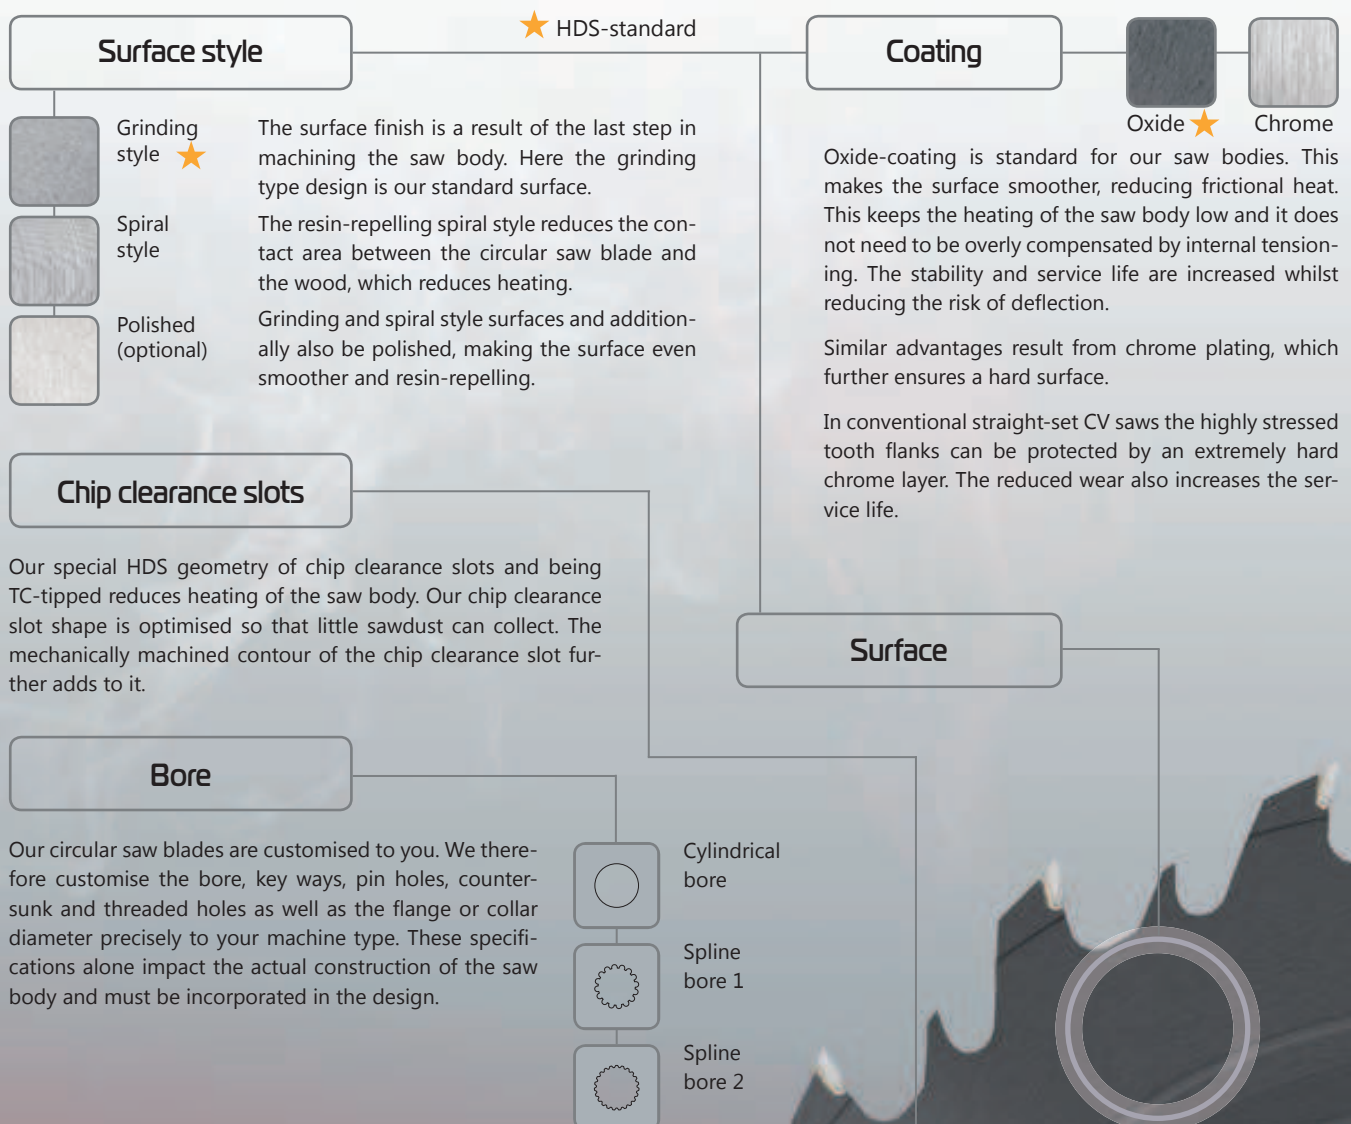 HDS-standard
Surface style
Grinding
style
The surface finish is a result of the last step in
machining the saw body. Here the grinding
type design is our standard surface.
Spiral
style
The resin-repelling spiral style reduces the con-
tact area between the circular saw blade and
the wood, which reduces heating.
Polished
(optional)
Grinding and spiral style surfaces and addition-
ally also be polished, making the surface even
smoother and resin-repelling.
Coating
Oxide
Chrome
Oxide-coating is standard for our saw bodies. This
makes the surface smoother, reducing frictional heat.
This keeps the heating of the saw body low and it does
not need to be overly compensated by internal tension-
ing. The stability and service life are increased whilst
reducing the risk of deflection.
Similar advantages result from chrome plating, which
further ensures a hard surface.
In conventional straight-set CV saws the highly stressed
tooth flanks can be protected by an extremely hard
chrome layer. The reduced wear also increases the ser-
vice life.
Chip clearance slots
Our special HDS geometry of chip clearance slots and being
TC-tipped reduces heating of the saw body. Our chip clearance
slot shape is optimised so that little sawdust can collect. The
mechanically machined contour of the chip clearance slot fur-
ther adds to it.
Surface
Bore
Our circular saw blades are customised to you. We there-
fore customise the bore, key ways, pin holes, counter-
sunk and threaded holes as well as the flange or collar
diameter precisely to your machine type. These specifi-
cations alone impact the actual construction of the saw
body and must be incorporated in the design.
Cylindrical
bore
Spline
bore 1
Spline
bore 2